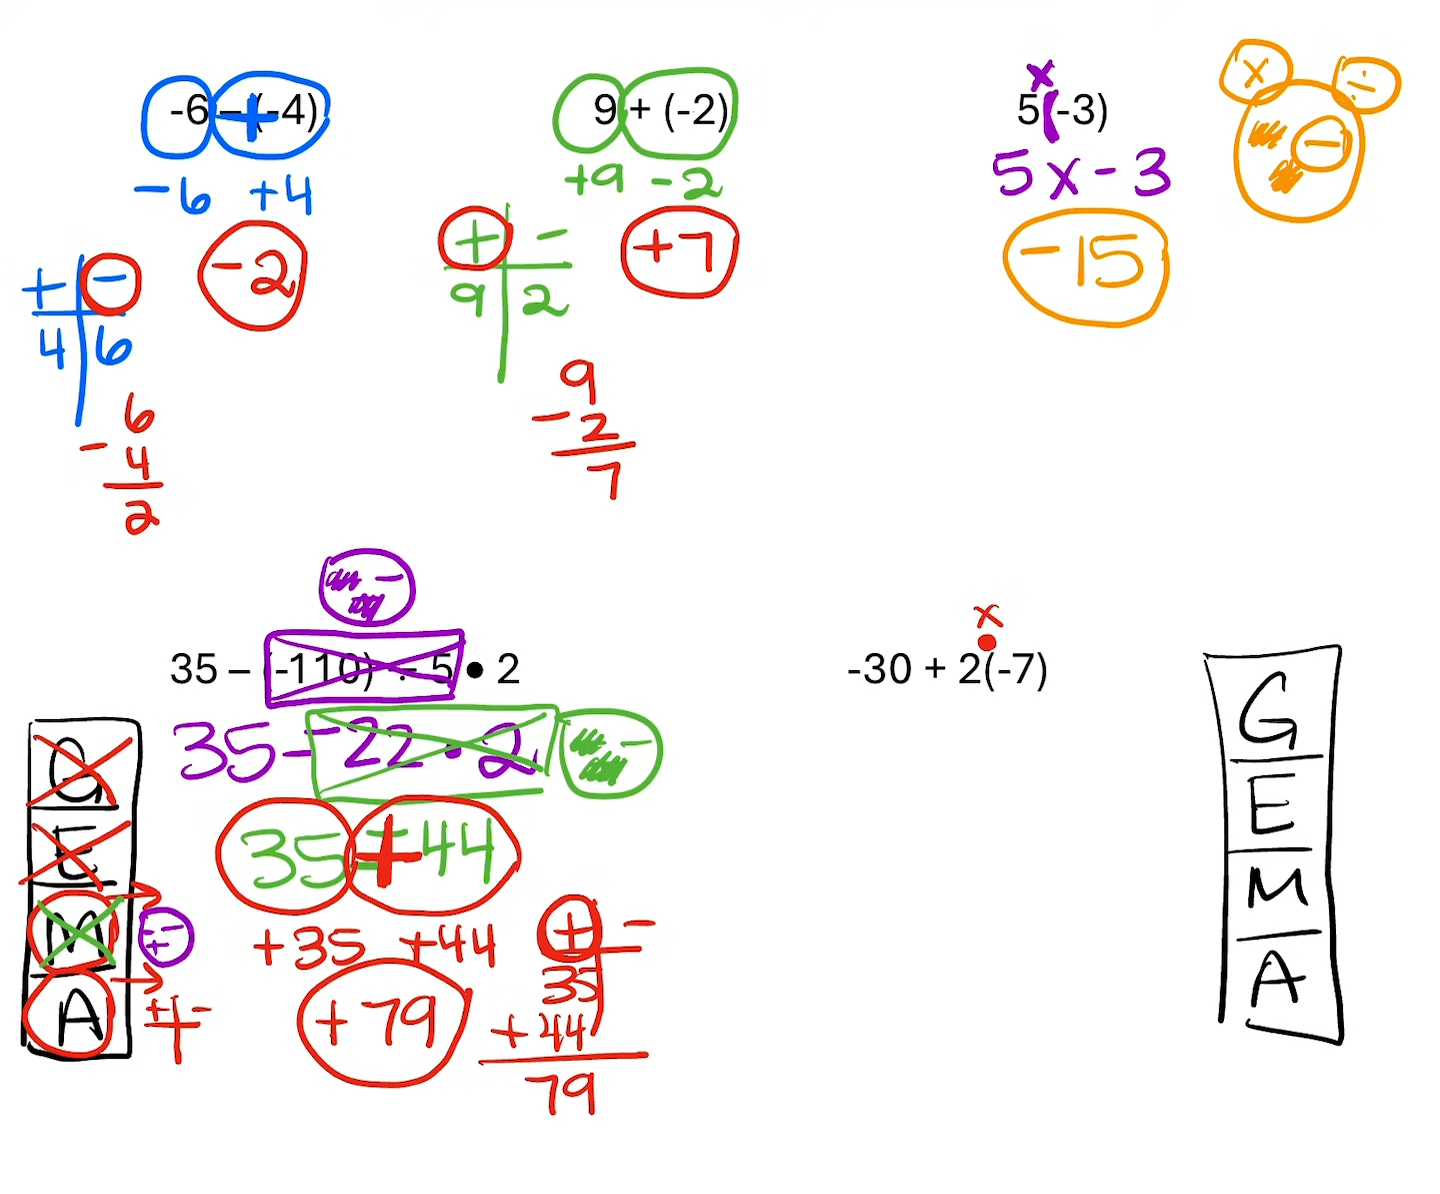 -6 – (-4)
-6 +4
-2
+ -
4 6
6
- 4
2
9 + (-2)
+9 -2
+7
+ -
9 2
9
- 2
7
x
5(-3)
5 x - 3
-15
x ÷
-
-
35 – (-110) ÷ 5 • 2
35 - -22 • 2
-
35 + 44
+35 +44
+79
+ -
35
+ 44
79
G
E
M
A
+ -
x
-30 + 2(-7)
G
E
M
A